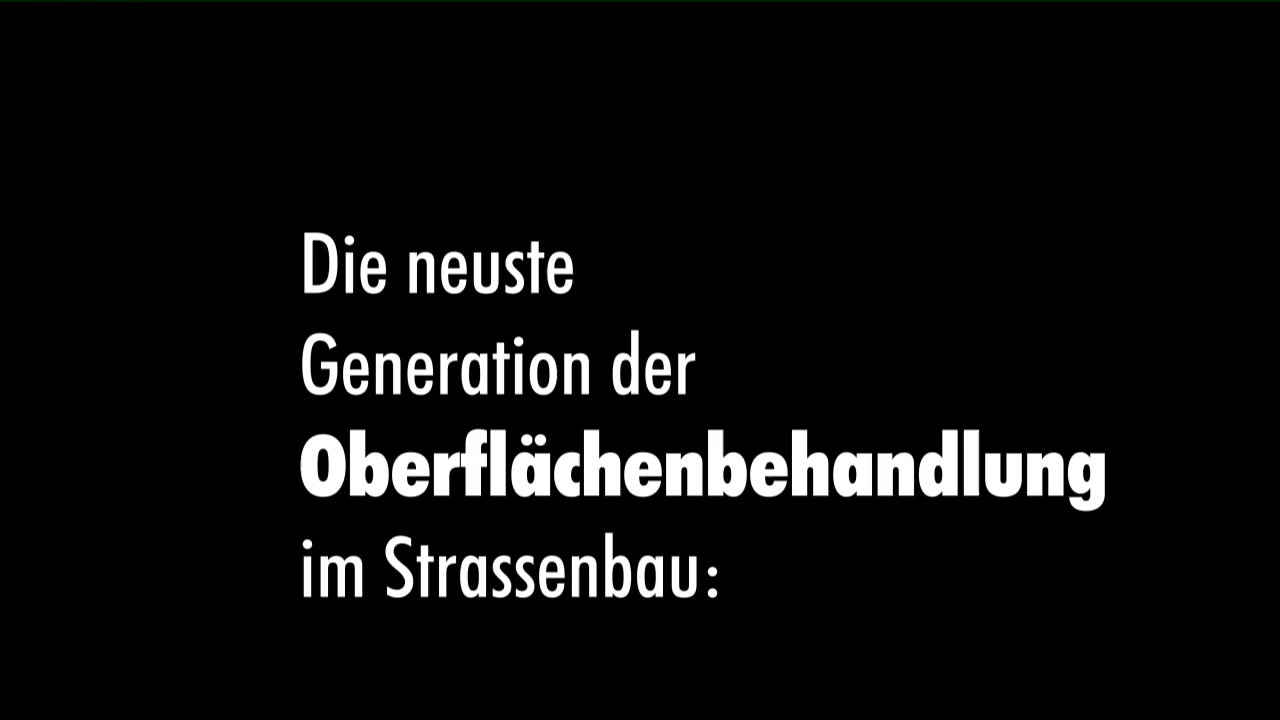 Die neuste
Generation der
Oberflächenbehandlung
im Strassenbau: